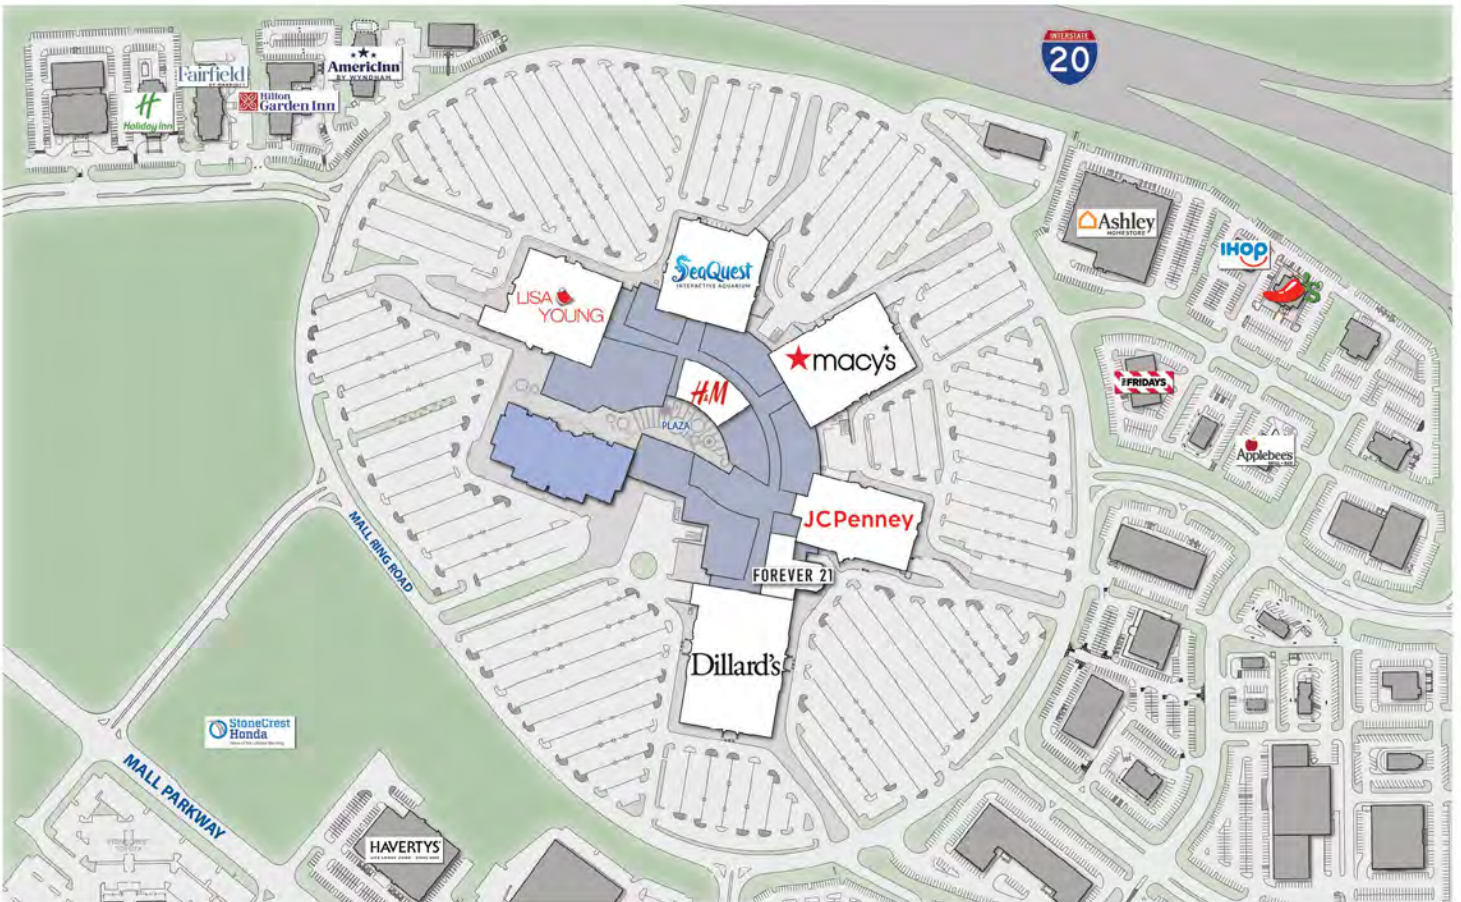 INTERSTATE
20
AmericInn
BY WYNDHAM
Fairfield
Hilton
Garden Inn
H
Holiday Inn
Ashley
HOMESTORE
IHOP
SeaQuest
INTERACTIVE AQUARIUM
LISA
YOUNG
macy's
H&M
FRIDAYS
PLAZA
Applebee's
JCPenney
MALL RING ROAD
FOREVER 21
Dillard's
StoneCrest
Honda
MALL PARKWAY
HAVERTYS